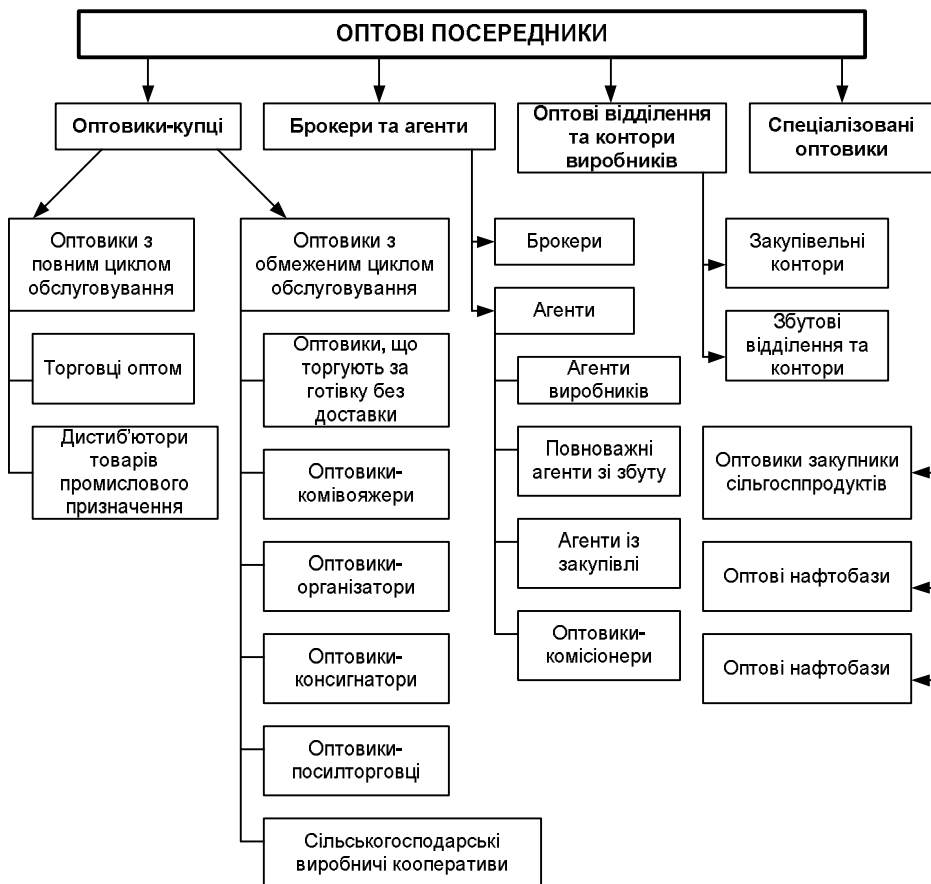 ОПТОВІ ПОСЕРЕДНИКИ
Оптовики-купці
Брокери та агенти
Оптові відділення
та контори
виробників
Спеціалізовані
оптовики
Оптовики з
повним циклом
обслуговування
Торговці оптом
Дистиб'ютори
товарів
промислового
призначення
Оптовики з
обмеженим циклом
обслуговування
Оптовики, що
торгують за
готівку без
доставки
Оптовики-
комівояжери
Оптовики-
організатори
Оптовики-
консигнатори
Оптовики-
посилторговці
Сільськогосподарські
виробничі кооперативи
Брокери
Агенти
Агенти
виробників
Повноважні
агенти зі збуту
Агенти із
закупівлі
Оптовики-
комісіонери
Закупівельні
контори
Збутові
відділення та
контори
Оптовики закупники
сільгосппродуктів
Оптові нафтобази
Оптові нафтобази